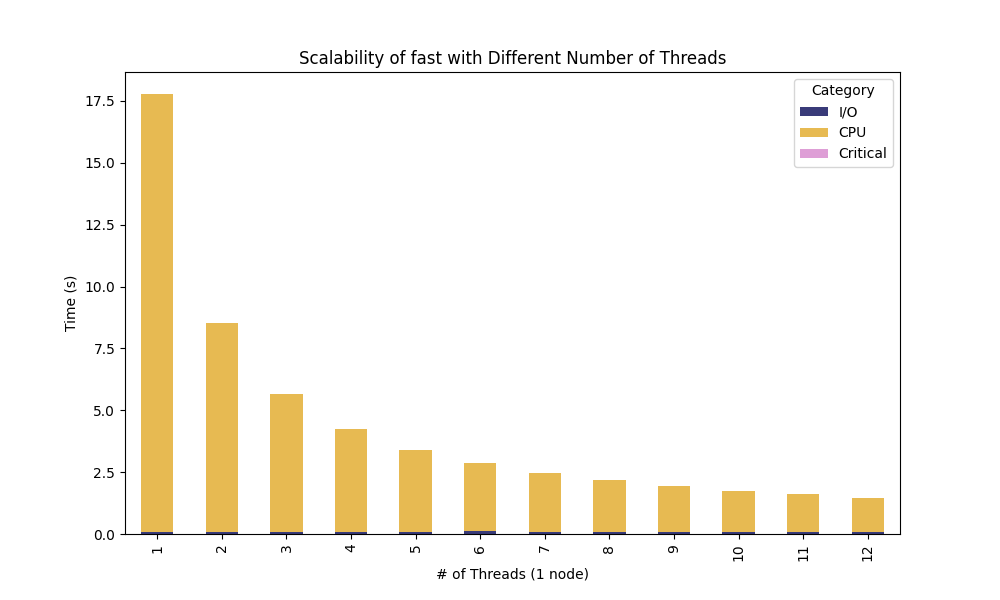 Scalability of fast with Different Number of Threads
Category
I/O
CPU
Critical
Time (s)
17.5
15.0
12.5
10.0
7.5
5.0
2.5
0.0
1 2 3 4 5 6 7 8 9 10 11 12
# of Threads (1 node)